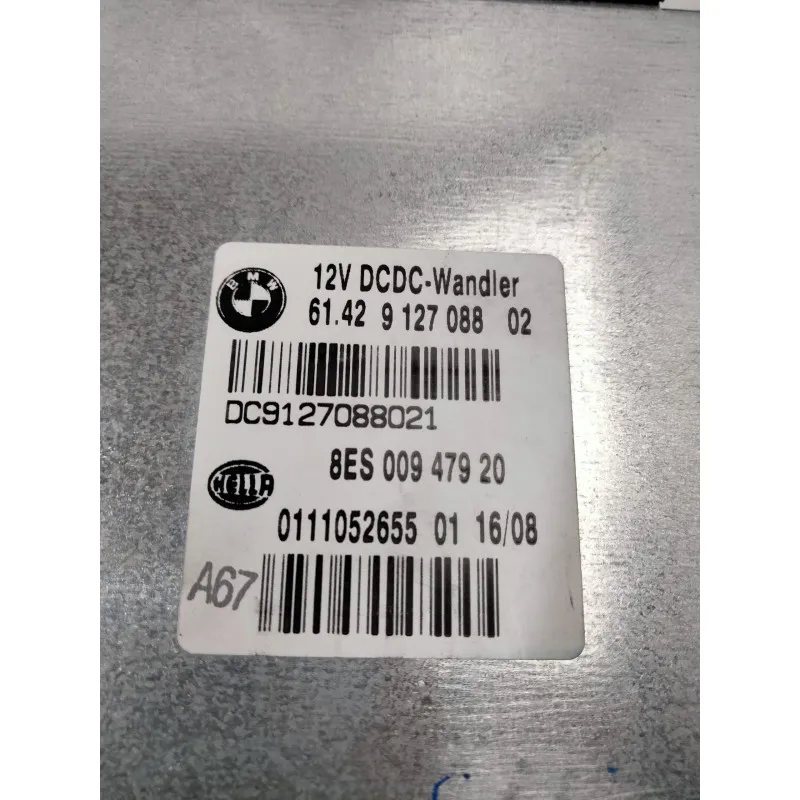 BMW
12V DCDC-Wandler
61.42 9 127 088 02
DC9127088021
8ES 009 479 20
HELLA
0111052655 01 16/08
A67